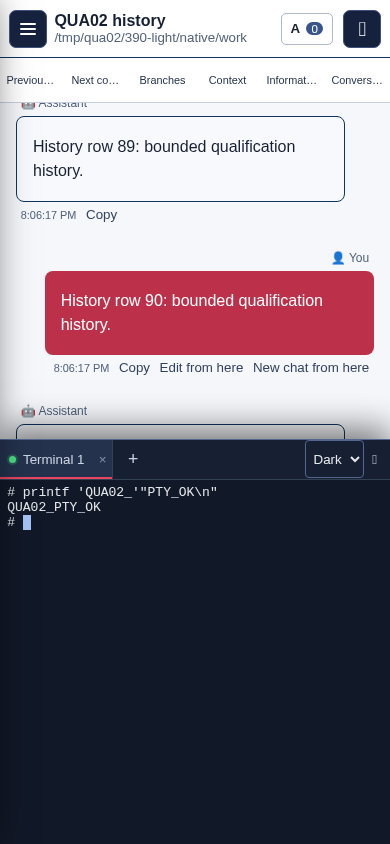 QUA02 history
/tmp/qua02/390-light/native/work
A 0
Previou… Next co… Branches Context Informat… Convers…
Assistant
History row 89: bounded qualification
history.
8:06:17 PM Copy
You
History row 90: bounded qualification
history.
8:06:17 PM Copy Edit from here New chat from here
Assistant
Terminal 1 × + Dark
# printf 'QUA02_'"PTY_OK\n"
QUA02_PTY_OK
#